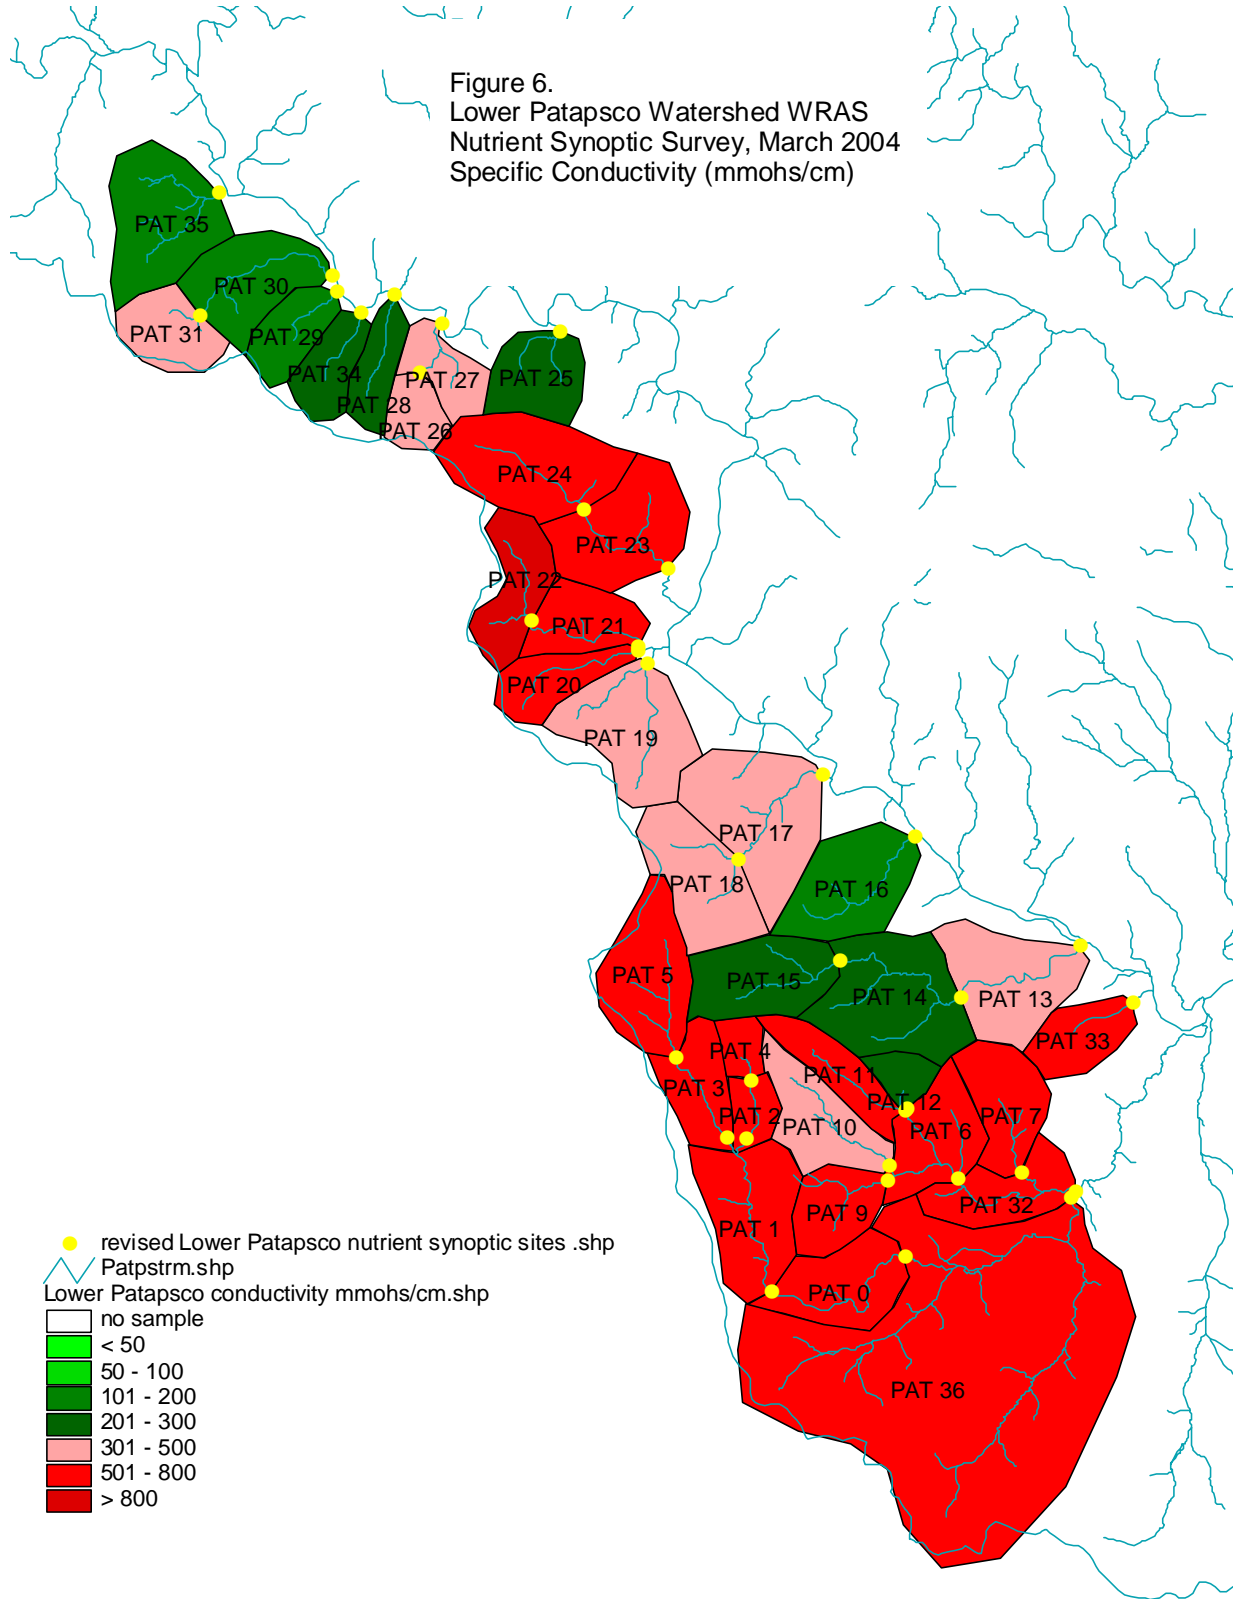 Figure 6.
Lower Patapsco Watershed WRAS
Nutrient Synoptic Survey, March 2004
Specific Conductivity (mmohs/cm)
PAT 35
PAT 30
PAT 31
PAT 29
PAT 34
PAT 28
PAT 27
PAT 26
PAT 25
PAT 24
PAT 23
PAT 22
PAT 21
PAT 20
PAT 19
PAT 17
PAT 18
PAT 16
PAT 5
PAT 15
PAT 14
PAT 13
PAT 33
PAT 4
PAT 3
PAT 11
PAT 12
PAT 2
PAT 10
PAT 6
PAT 7
PAT 1
PAT 9
PAT 32
PAT 0
PAT 36
revised Lower Patapsco nutrient synoptic sites .shp
Patpstrm.shp
Lower Patapsco conductivity mmohs/cm.shp
no sample
< 50
50 - 100
101 - 200
201 - 300
301 - 500
501 - 800
> 800